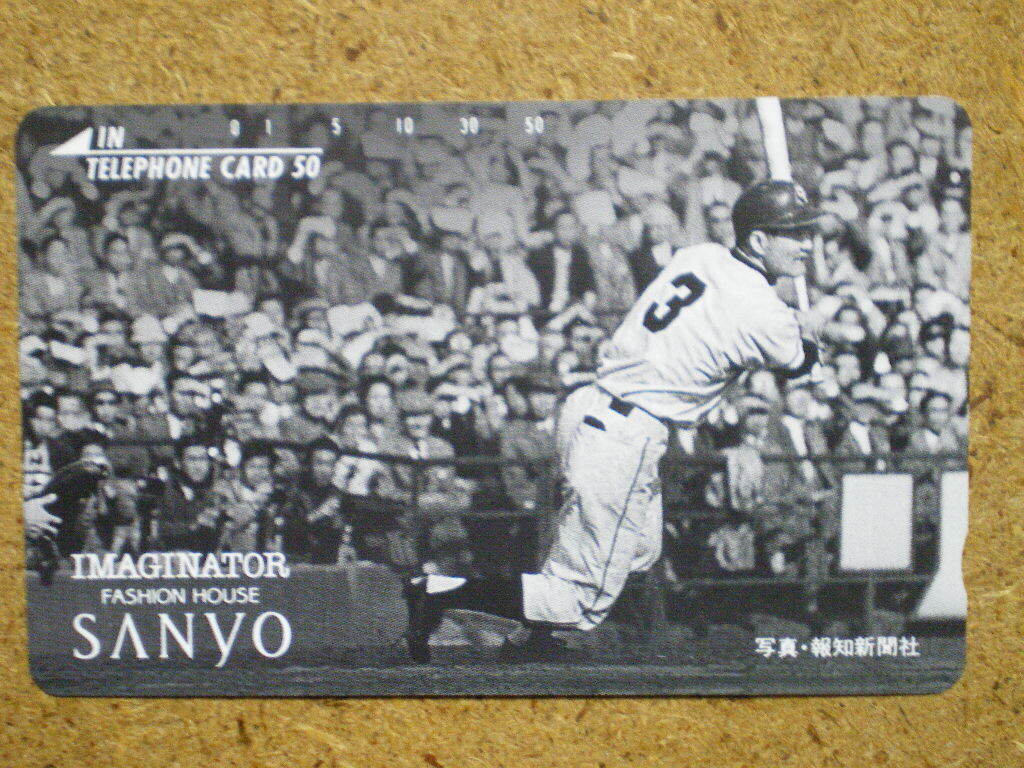 IN
0 1 5 10 30 50
TELEPHONE CARD 50
3
IMAGINATOR
FASHION HOUSE
SANYO
写真・報知新聞社